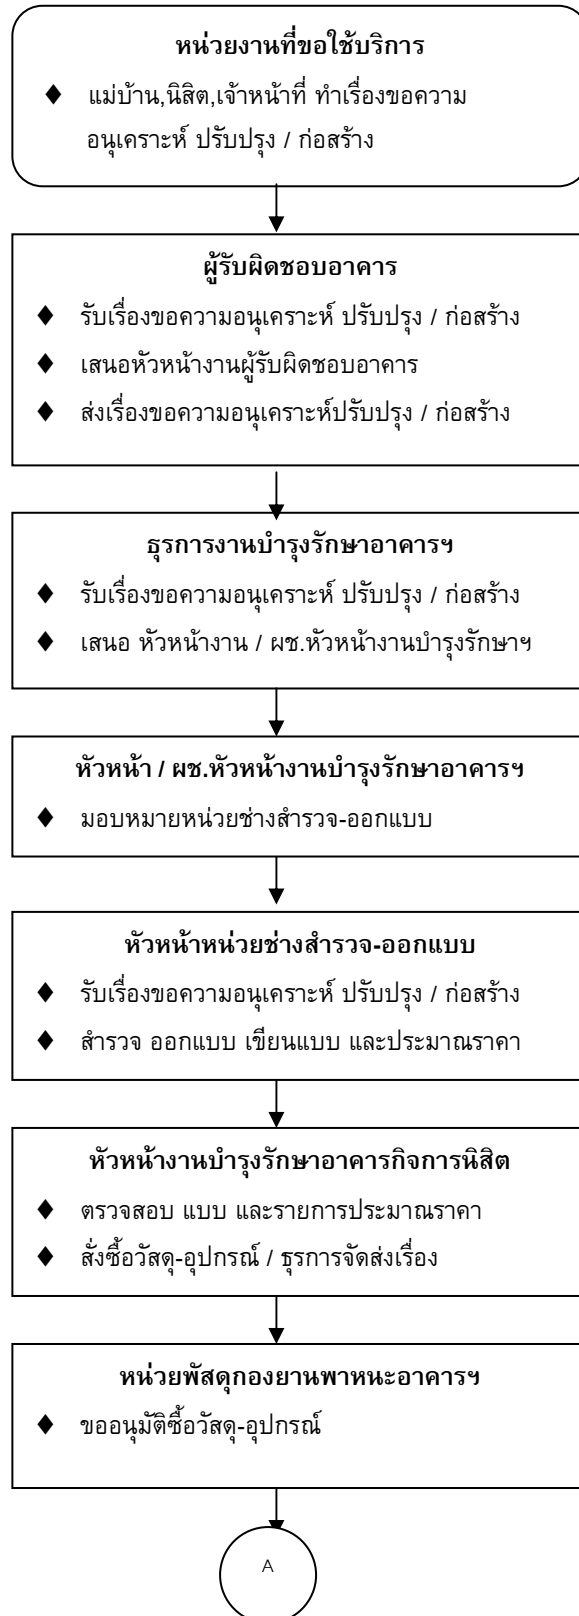 หน่วยงานที่ขอใช้บริการ
♦ แม่บ้าน,นิสิต,เจ้าหน้าที่ ทำเรื่องขอความ
อนุเคราะห์ ปรับปรุง / ก่อสร้าง
ผู้รับผิดชอบอาคาร
♦ รับเรื่องขอความอนุเคราะห์ ปรับปรุง / ก่อสร้าง
♦ เสนอหัวหน้างานผู้รับผิดชอบอาคาร
♦ ส่งเรื่องขอความอนุเคราะห์ปรับปรุง / ก่อสร้าง
ธุรการงานบำรุงรักษาอาคารฯ
♦ รับเรื่องขอความอนุเคราะห์ ปรับปรุง / ก่อสร้าง
♦ เสนอ หัวหน้างาน / ผช.หัวหน้างานบำรุงรักษาฯ
หัวหน้า / ผช.หัวหน้างานบำรุงรักษาอาคารฯ
♦ มอบหมายหน่วยช่างสำรวจ-ออกแบบ
หัวหน้าหน่วยช่างสำรวจ-ออกแบบ
♦ รับเรื่องขอความอนุเคราะห์ ปรับปรุง / ก่อสร้าง
♦ สำรวจ ออกแบบ เขียนแบบ และประมาณราคา
หัวหน้างานบำรุงรักษาอาคารกิจการนิสิต
♦ ตรวจสอบ แบบ และรายการประมาณราคา
♦ สั่งซื้อวัสดุ-อุปกรณ์ / ธุรการจัดส่งเรื่อง
หน่วยพัสดุกองยานพาหนะอาคารฯ
♦ ขออนุมัติซื้อวัสดุ-อุปกรณ์
A